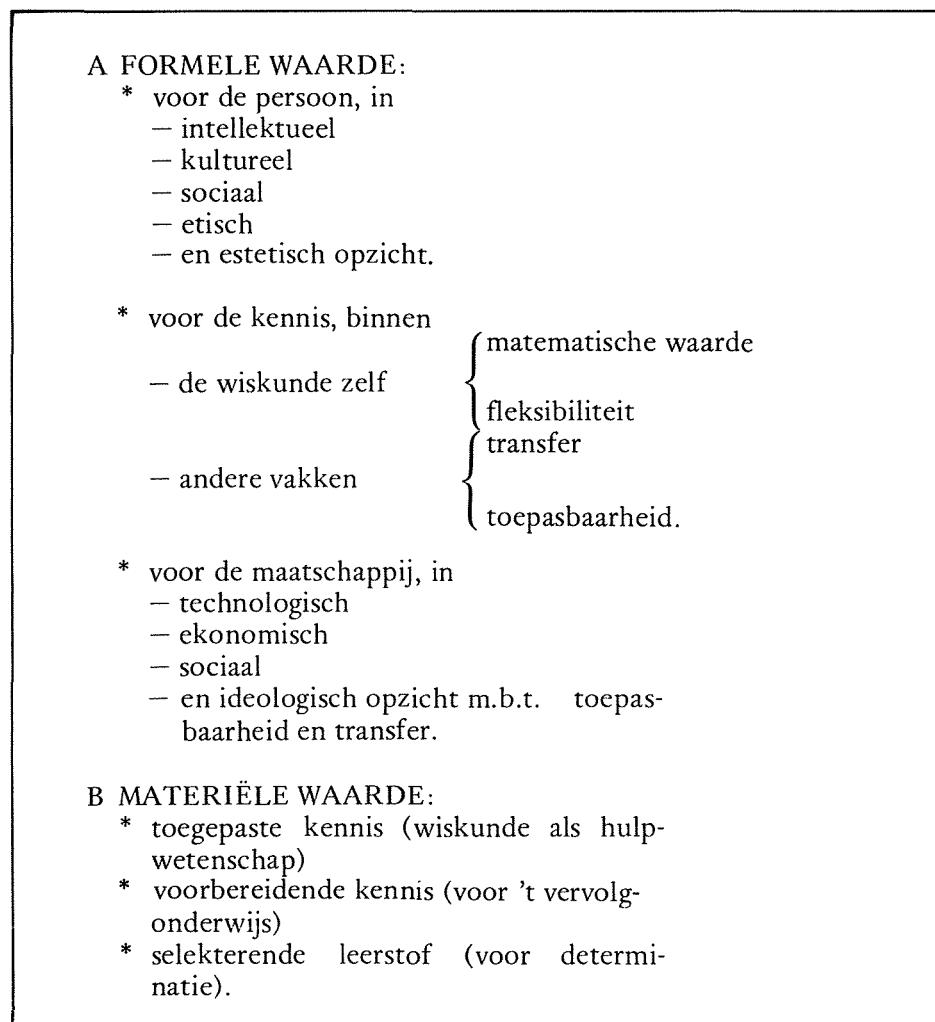 A FORMELE WAARDE:
* voor de persoon, in
— intellektueel
— kultureel
— sociaal
— etisch
— en estetisch opzicht.
* voor de kennis, binnen
matematische waarde
— de wiskunde zelf
fleksibiliteit
transfer
— andere vakken
toepasbaarheid.
* voor de maatschappij, in
— technologisch
— ekonomisch
— sociaal
— en ideologisch opzicht m.b.t. toepas-
baarheid en transfer.
B MATERIËLE WAARDE:
* toegepaste kennis (wiskunde als hulp-
wetenschap)
* voorbereidende kennis (voor 't vervolg-
onderwijs)
* selekterende leerstof (voor determi-
natie).